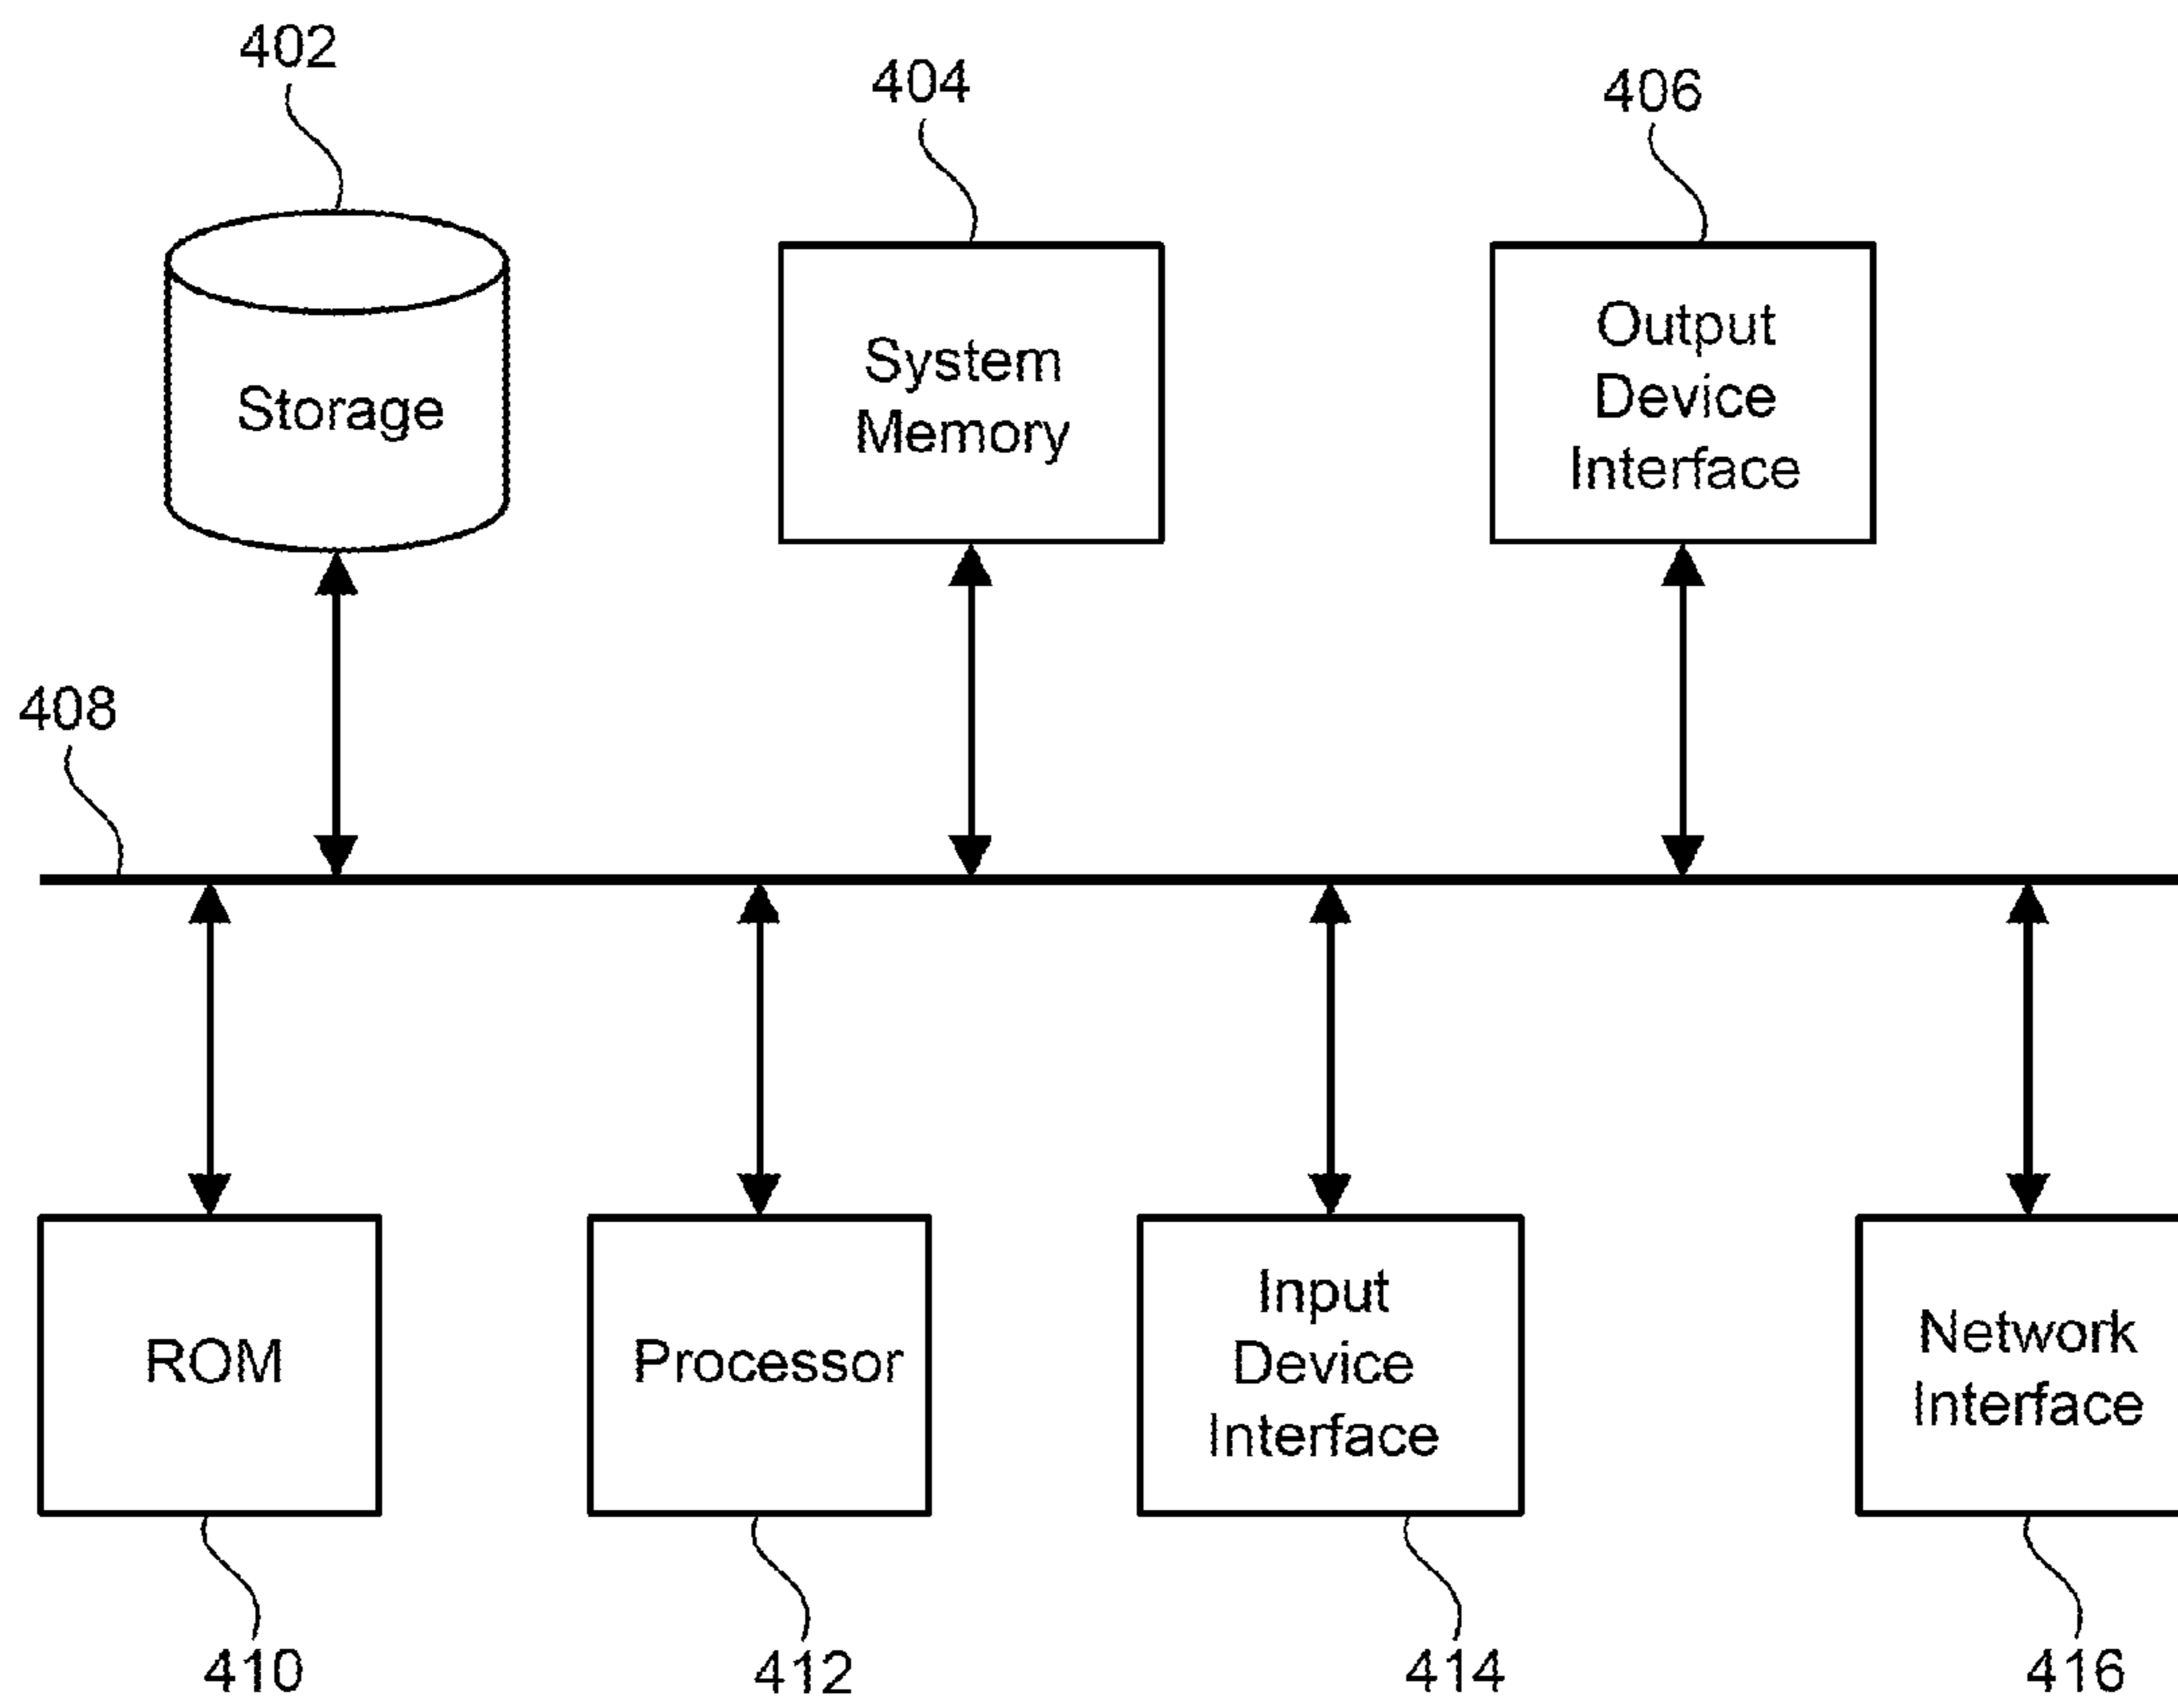 402
404
406
Storage
System
Memory
Output
Device
Interface
408
ROM
Processor
Input
Device
Interface
Network
Interface
410
412
414
416